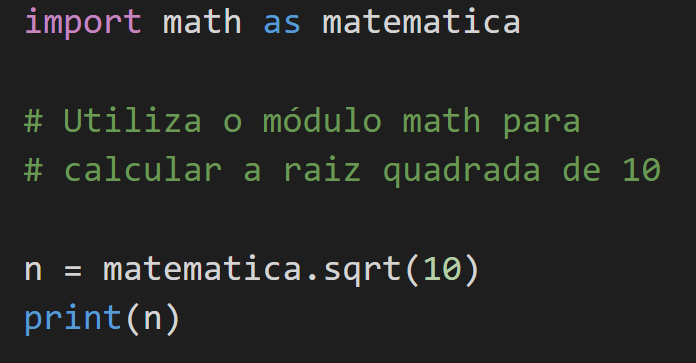 import math as matematica
# Utiliza o módulo math para
# calcular a raiz quadrada de 10
n = matematica.sqrt(10)
print(n)